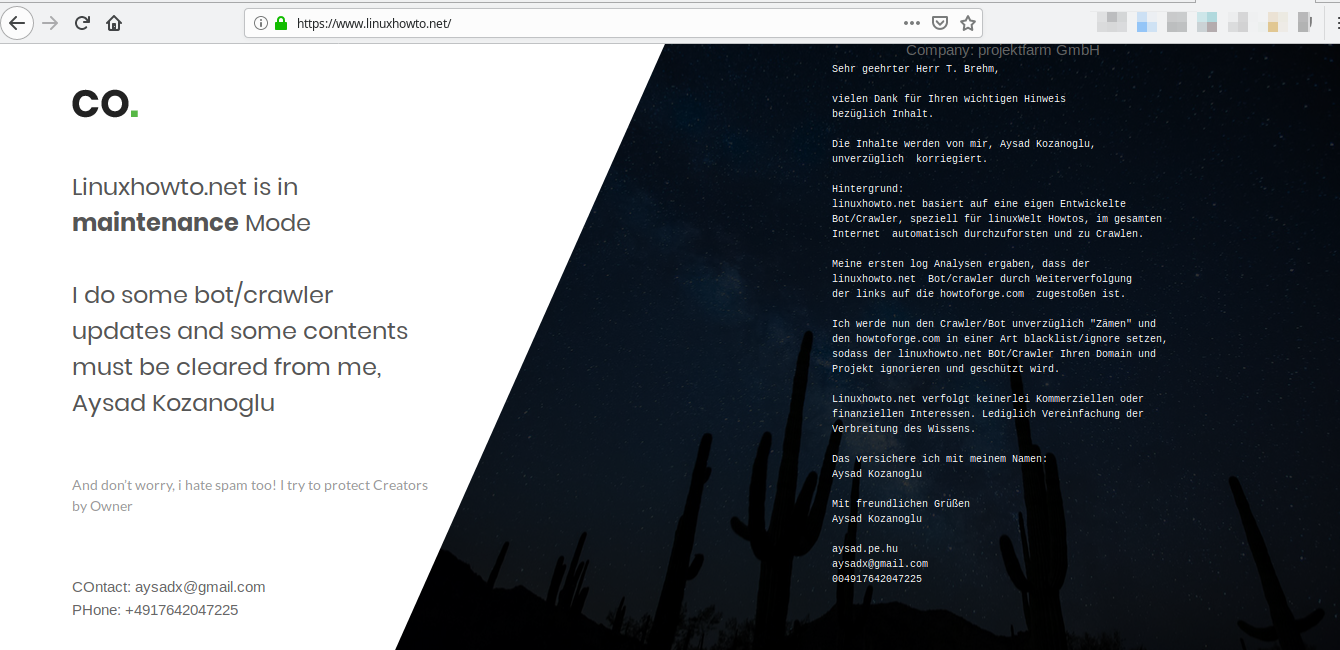 https://www.linuxhowto.net/
co.
Linuxhowto.net is in
maintenance Mode
I do some bot/crawler
updates and some contents
must be cleared from me,
Aysad Kozanoglu
And don't worry, i hate spam too! I try to protect Creators
by Owner
COntact: aysadx@gmail.com
PHone: +4917642047225
Company: projektfarm GmbH
Sehr geehrter Herr T. Brehm,
vielen Dank für Ihren wichtigen Hinweis
bezüglich Inhalt.
Die Inhalte werden von mir, Aysad Kozanoglu,
unverzüglich  korriegiert.
Hintergrund:
linuxhowto.net basiert auf eine eigen Entwickelte
Bot/Crawler, speziell für linuxWelt Howtos, im gesamten
Internet  automatisch durchzuforsten und zu Crawlen.
Meine ersten log Analysen ergaben, dass der
linuxhowto.net  Bot/crawler durch Weiterverfolgung
der links auf die howtoforge.com  zugestoßen ist.
Ich werde nun den Crawler/Bot unverzüglich "Zämen" und
den howtoforge.com in einer Art blacklist/ignore setzen,
sodass der linuxhowto.net BOt/Crawler Ihren Domain und
Projekt ignorieren und geschützt wird.
Linuxhowto.net verfolgt keinerlei Kommerziellen oder
finanziellen Interessen. Lediglich Vereinfachung der
Verbreitung des Wissens.
Das versichere ich mit meinem Namen:
Aysad Kozanoglu
Mit freundlichen Grüßen
Aysad Kozanoglu
aysad.pe.hu
aysadx@gmail.com
004917642047225